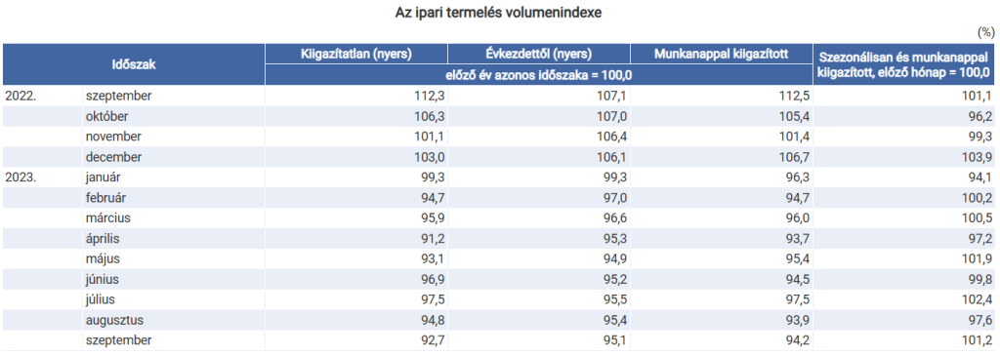 Az ipari termelés volumenindexe
(%)
Időszak Kiigazítatlan (nyers) Évkezdettől (nyers) Munkanappal kiigazított Szezonálisan és munkanappal kiigazított, előző hónap = 100,0
előző év azonos időszaka = 100,0
2022. szeptember 112,3 107,1 112,5 101,1
október 106,3 107,0 105,4 96,2
november 101,1 106,4 101,4 99,3
december 103,0 106,1 106,7 103,9
2023. január 99,3 99,3 96,3 94,1
február 94,7 97,0 94,7 100,2
március 95,9 96,6 96,0 100,5
április 91,2 95,3 93,7 97,2
május 93,1 94,9 95,4 101,9
június 96,9 95,2 94,5 99,8
július 97,5 95,5 97,5 102,4
augusztus 94,8 95,4 93,9 97,6
szeptember 92,7 95,1 94,2 101,2